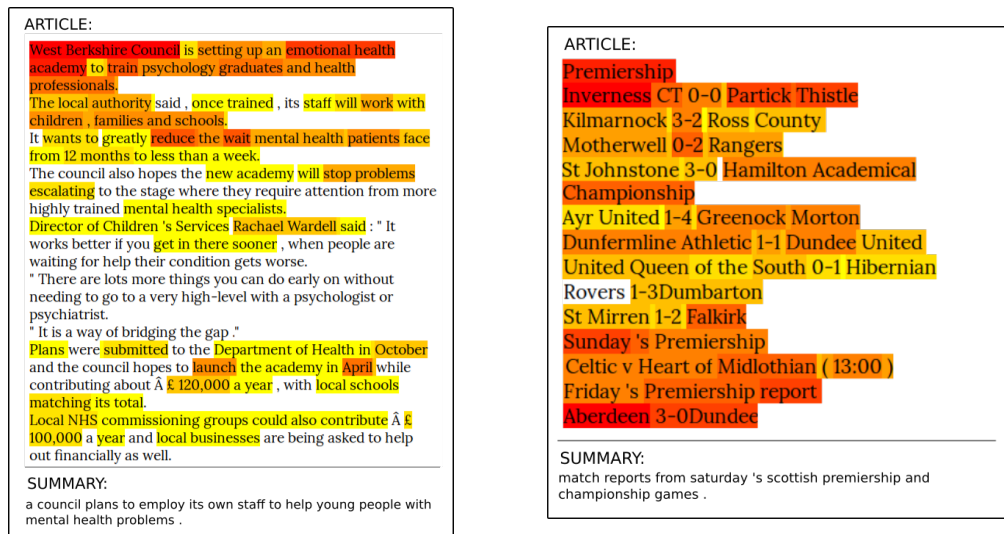 ARTICLE:
West Berkshire Council is setting up an emotional health
academy to train psychology graduates and health
professionals.
The local authority said , once trained , its staff will work with
children , families and schools.
It wants to greatly reduce the wait mental health patients face
from 12 months to less than a week.
The council also hopes the new academy will stop problems
escalating to the stage where they require attention from more
highly trained mental health specialists.
Director of Children 's Services Rachael Wardell said : " It
works better if you get in there sooner , when people are
waiting for help their condition gets worse.
" There are lots more things you can do early on without
needing to go to a very high-level with a psychologist or
psychiatrist.
" It is a way of bridging the gap ."
Plans were submitted to the Department of Health in October
and the council hopes to launch the academy in April while
contributing about Â £ 120,000 a year , with local schools
matching its total.
Local NHS commissioning groups could also contribute Â £
100,000 a year and local businesses are being asked to help
out financially as well.
SUMMARY:
a council plans to employ its own staff to help young people with
mental health problems .
ARTICLE:
Premiership
Inverness CT 0-0 Partick Thistle
Kilmarnock 3-2 Ross County
Motherwell 0-2 Rangers
St Johnstone 3-0 Hamilton Academical
Championship
Ayr United 1-4 Greenock Morton
Dunfermline Athletic 1-1 Dundee United
United Queen of the South 0-1 Hibernian
Rovers 1-3Dumbarton
St Mirren 1-2 Falkirk
Sunday 's Premiership
Celtic v Heart of Midlothian ( 13:00 )
Friday 's Premiership report
Aberdeen 3-0Dundee
SUMMARY:
match reports from saturday 's scottish premiership and
championship games .